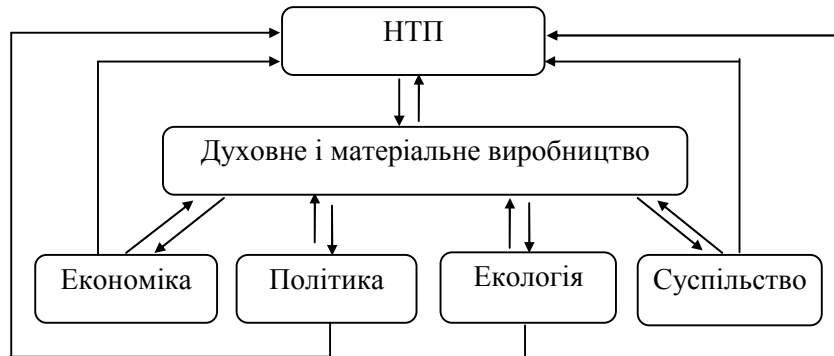 НТП
Духовне і матеріальне виробництво
Економіка
Політика
Екологія
Суспільство